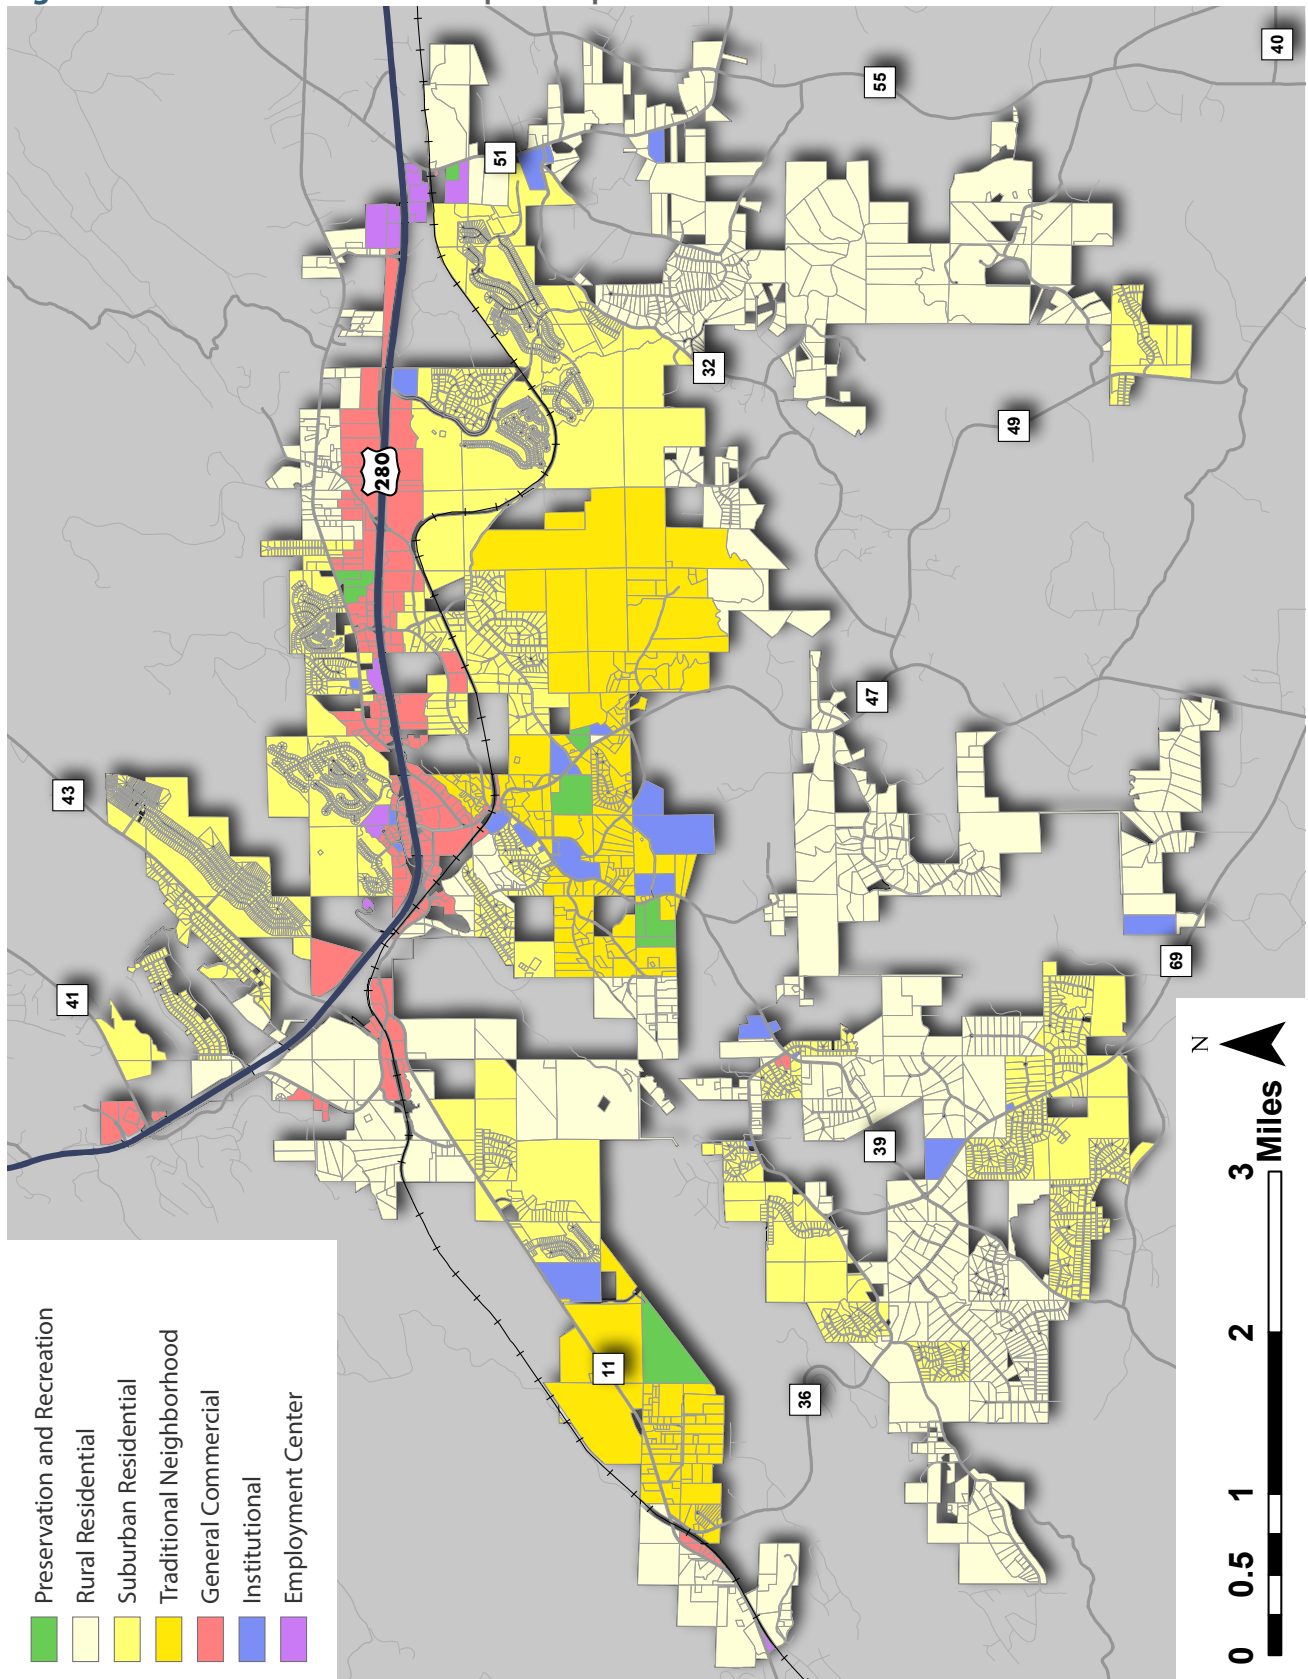 Preservation and Recreation
Rural Residential
Suburban Residential
Traditional Neighborhood
General Commercial
Institutional
Employment Center
40
55
51
32
280
49
47
43
41
69
39
11
36
N
0 0.5 1 2 3
Miles